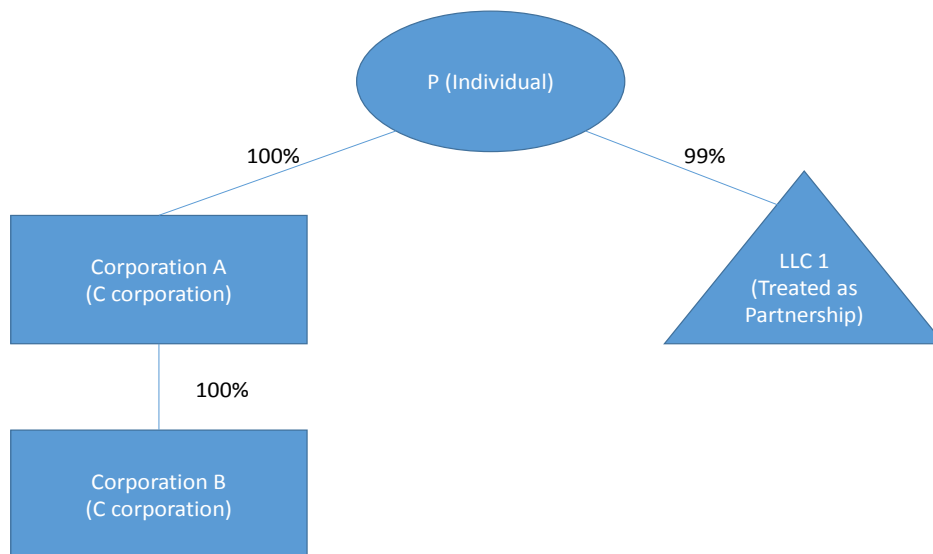 P (Individual)
100%
99%
Corporation A
(C corporation)
LLC 1
(Treated as
Partnership)
100%
Corporation B
(C corporation)